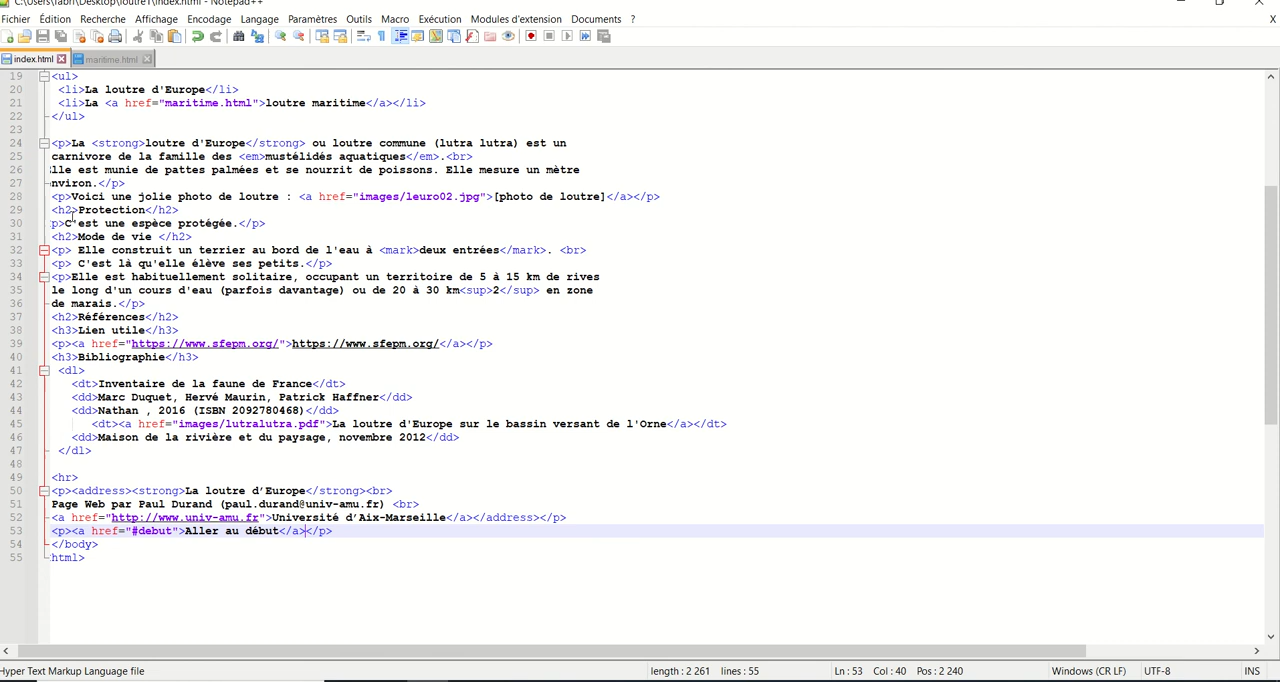 C:\Users\fabri\Desktop\loutre1\index.html - Notepad++
Fichier Édition Recherche Affichage Encodage Langage Paramètres Outils Macro Exécution Modules d'extension Documents ? X
index.html maritime.html
19 <ul>
20 <li>La loutre d'Europe</li>
21 <li>La <a href="maritime.html">loutre maritime</a></li>
22 </ul>
23
24 <p>La <strong>loutre d'Europe</strong> ou loutre commune (lutra lutra) est un
25 carnivore de la famille des <em>mustélidés aquatiques</em>.<br>
26 lle est munie de pattes palmées et se nourrit de poissons. Elle mesure un mètre
27 nviron.</p>
28 <p>Voici une jolie photo de loutre : <a href="images/leuro02.jpg">[photo de loutre]</a></p>
29 <h2>Protection</h2>
30 p>C'est une espèce protégée.</p>
31 <h2>Mode de vie </h2>
32 <p> Elle construit un terrier au bord de l'eau à <mark>deux entrées</mark>. <br>
33 <p> C'est là qu'elle élève ses petits.</p>
34 <p>Elle est habituellement solitaire, occupant un territoire de 5 à 15 km de rives
35 le long d'un cours d'eau (parfois davantage) ou de 20 à 30 km<sup>2</sup> en zone
36 de marais.</p>
37 <h2>Références</h2>
38 <h3>Lien utile</h3>
39 <p><a href="https://www.sfepm.org/">https://www.sfepm.org/</a></p>
40 <h3>Bibliographie</h3>
41 <dl>
42 <dt>Inventaire de la faune de France</dt>
43 <dd>Marc Duquet, Hervé Maurin, Patrick Haffner</dd>
44 <dd>Nathan , 2016 (ISBN 2092780468)</dd>
45 <dt><a href="images/lutralutra.pdf">La loutre d'Europe sur le bassin versant de l'Orne</a></dt>
46 <dd>Maison de la rivière et du paysage, novembre 2012</dd>
47 </dl>
48
49 <hr>
50 <p><address><strong>La loutre d’Europe</strong><br>
51 Page Web par Paul Durand (paul.durand@univ-amu.fr) <br>
52 <a href="http://www.univ-amu.fr">Université d’Aix-Marseille</a></address></p>
53 <p><a href="#debut">Aller au début</a></p>
54 </body>
55 html>
Hyper Text Markup Language file length : 2 261 lines : 55 Ln : 53 Col : 40 Pos : 2 240 Windows (CR LF) UTF-8 INS